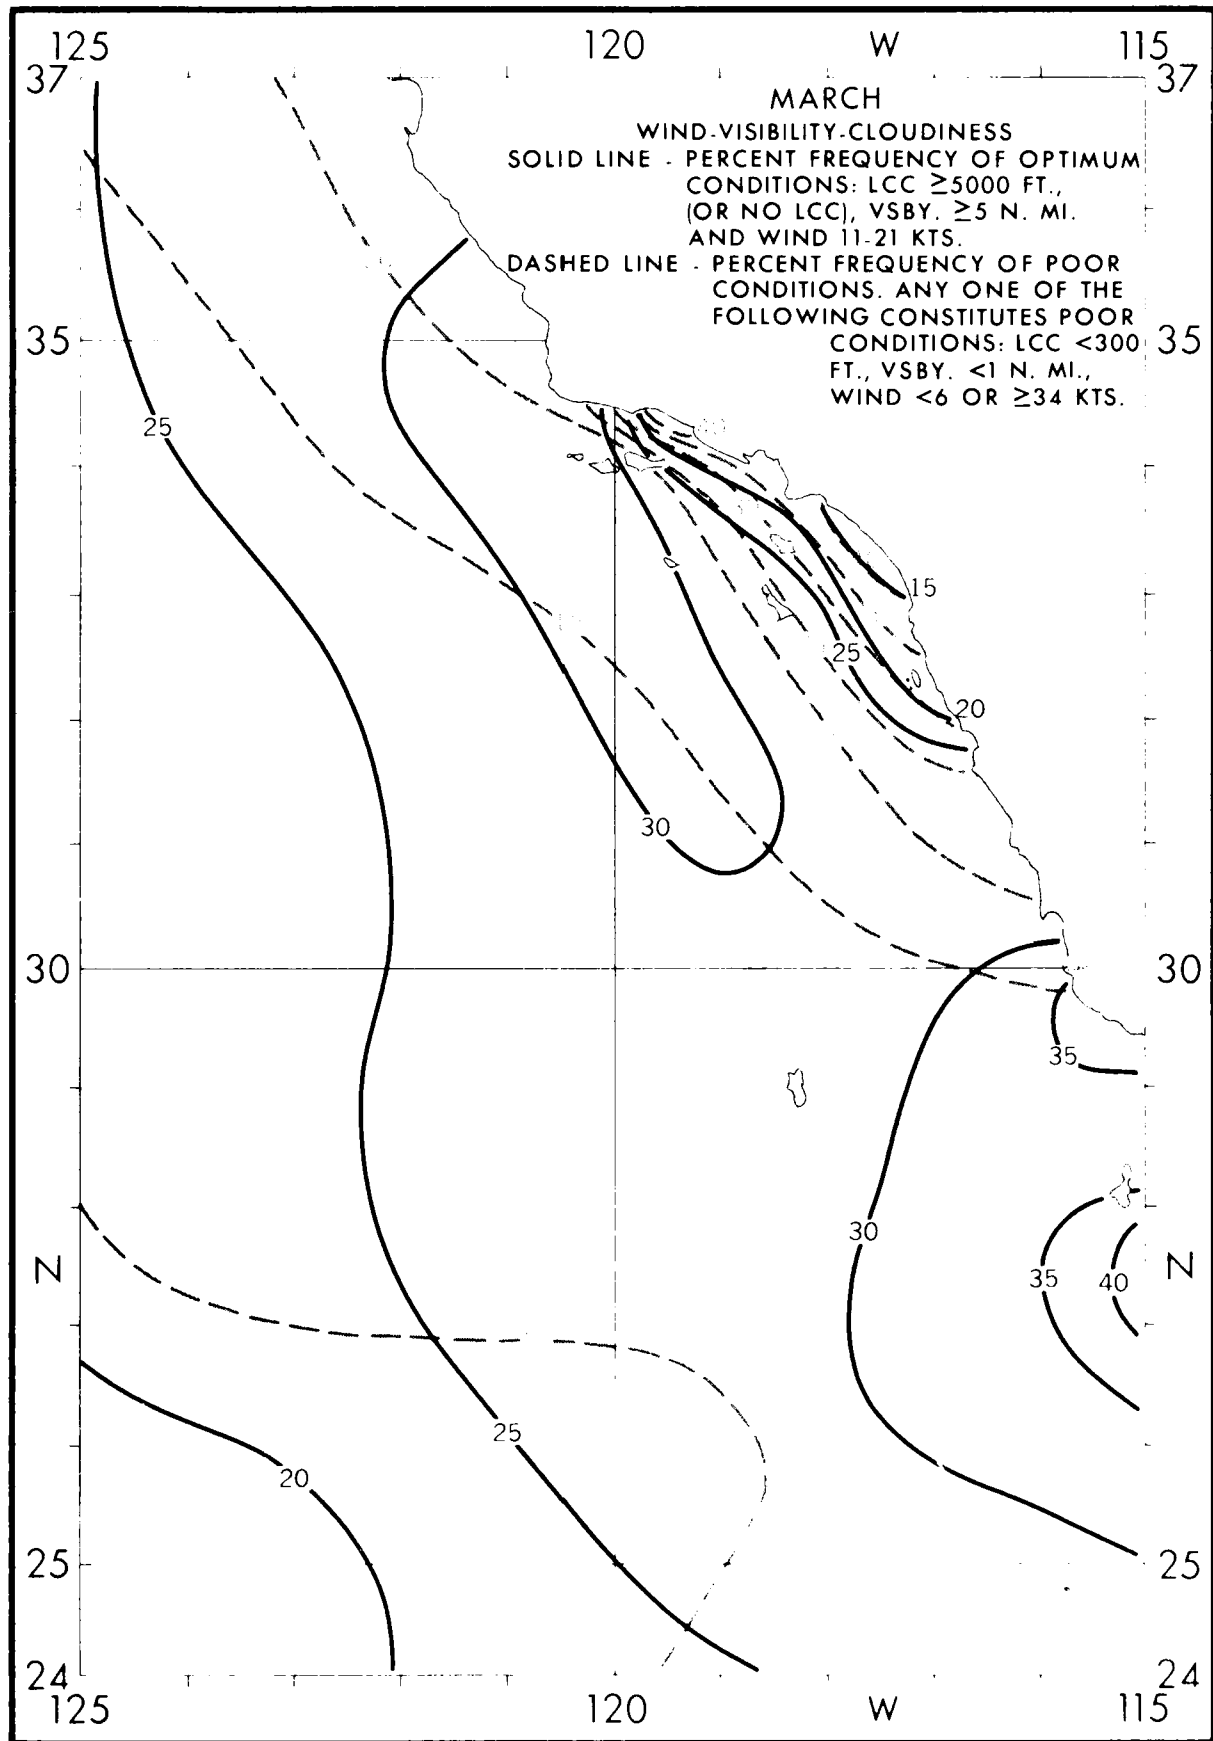 125 120 W 115
37 37
MARCH
WIND-VISIBILITY-CLOUDINESS
SOLID LINE - PERCENT FREQUENCY OF OPTIMUM
CONDITIONS: LCC ≥5000 FT.,
(OR NO LCC), VSBY. ≥5 N. MI.
AND WIND 11-21 KTS.
DASHED LINE - PERCENT FREQUENCY OF POOR
CONDITIONS. ANY ONE OF THE
FOLLOWING CONSTITUTES POOR
35 CONDITIONS: LCC <300 35
FT., VSBY. <1 N. MI.,
WIND <6 OR ≥34 KTS.
25
15
25
20
30
30 30
35
30
N 35 40 N
25
20
25 25
24 24
125 120 W 115